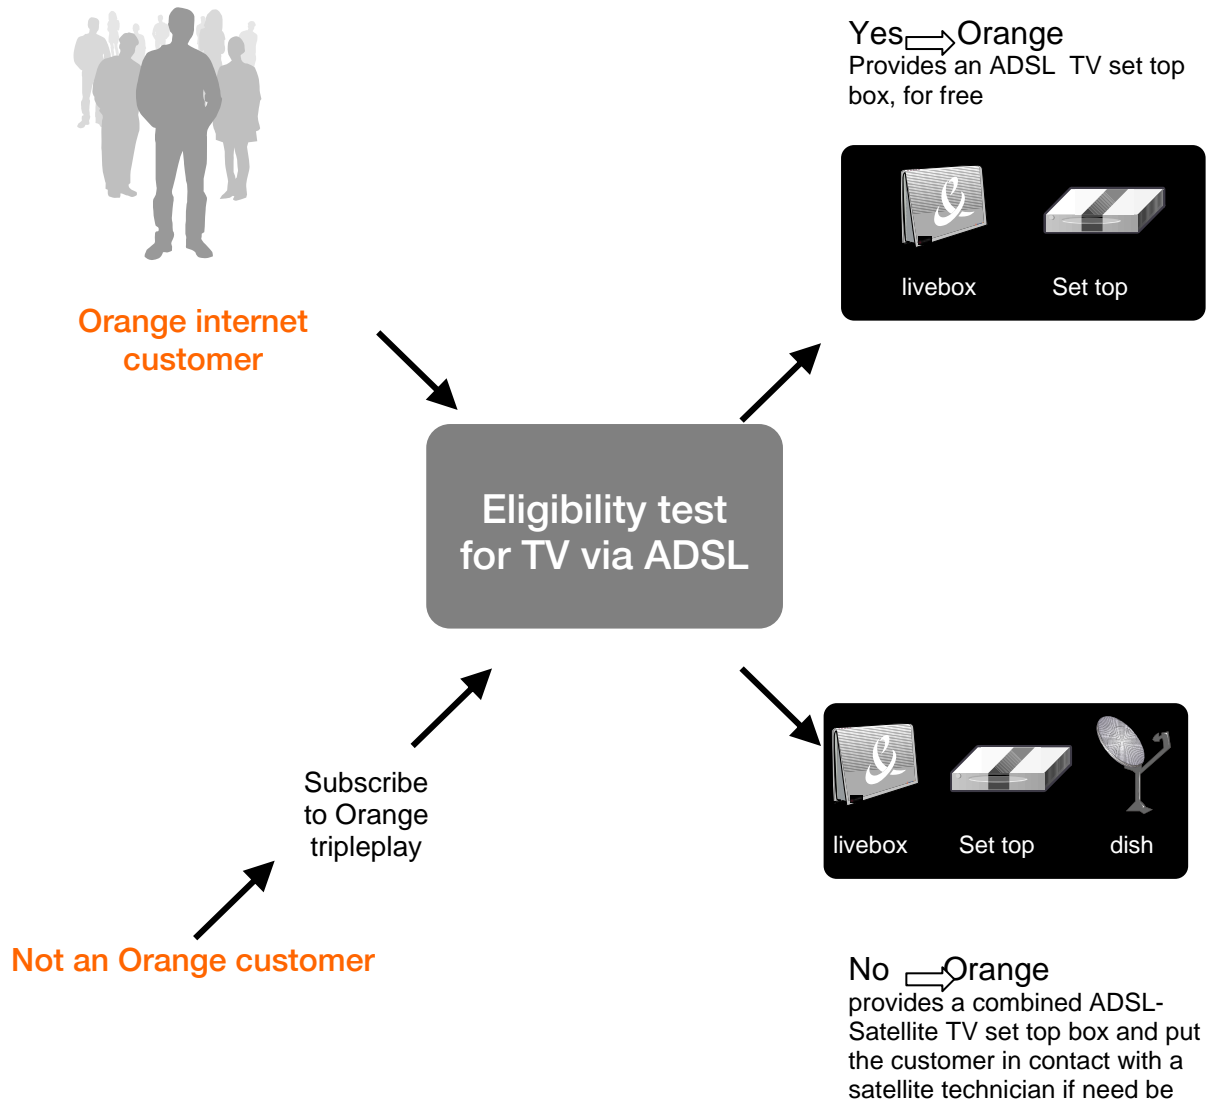 Yes Orange
Provides an ADSL TV set top
box, for free
livebox Set top
Orange internet
customer
Eligibility test
for TV via ADSL
Subscribe
to Orange
tripleplay
livebox Set top dish
Not an Orange customer
No Orange
provides a combined ADSL-
Satellite TV set top box and put
the customer in contact with a
satellite technician if need be